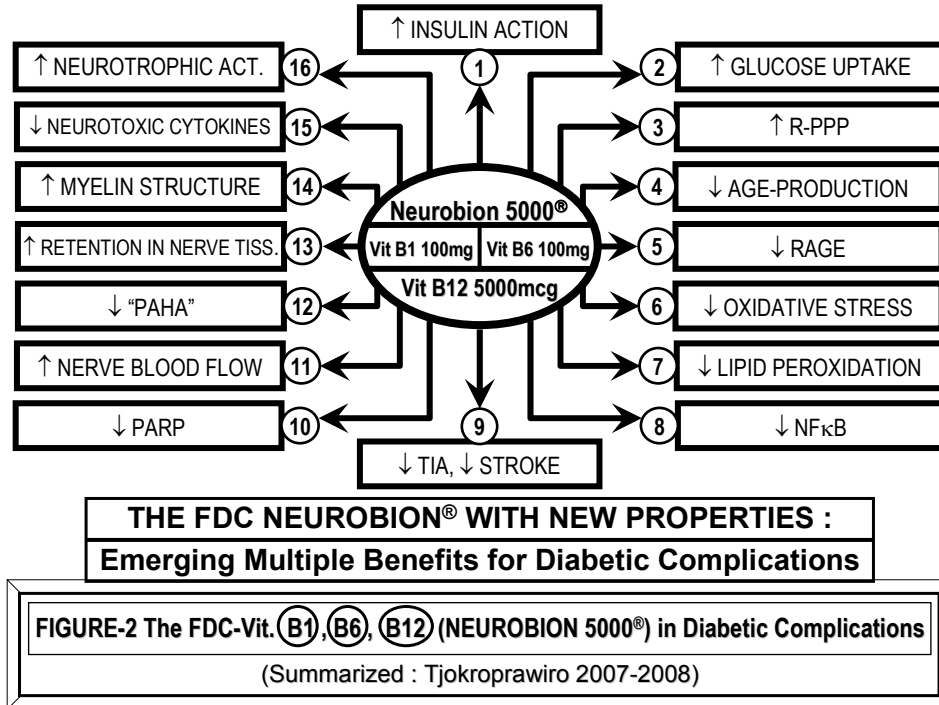 ↑ INSULIN ACTION
1
↑ NEUROTROPHIC ACT. 16
2 ↑ GLUCOSE UPTAKE
↓ NEUROTOXIC CYTOKINES 15
3 ↑ R-PPP
↑ MYELIN STRUCTURE 14
4 ↓ AGE-PRODUCTION
↑ RETENTION IN NERVE TISS. 13
5 ↓ RAGE
↓ “PAHA” 12
6 ↓ OXIDATIVE STRESS
↑ NERVE BLOOD FLOW 11
7 ↓ LIPID PEROXIDATION
↓ PARP 10
8 ↓ NFκB
Neurobion 5000®
Vit B1 100mg Vit B6 100mg
Vit B12 5000mcg
9
↓ TIA, ↓ STROKE
THE FDC NEUROBION® WITH NEW PROPERTIES :
Emerging Multiple Benefits for Diabetic Complications
FIGURE-2 The FDC-Vit. B1, B6, B12 (NEUROBION 5000®) in Diabetic Complications
(Summarized : Tjokroprawiro 2007-2008)